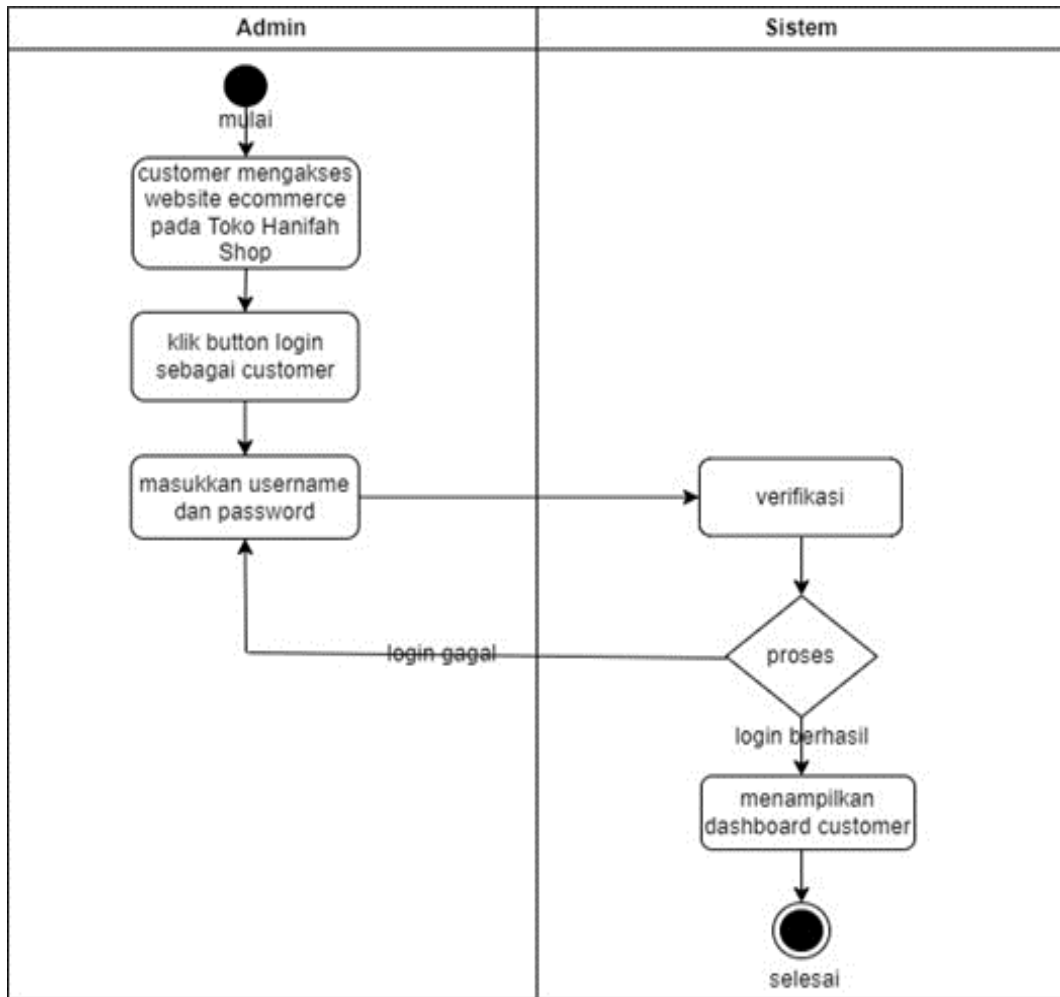 Admin
Sistem
mulai
customer mengakses
website ecommerce
pada Toko Hanifah
Shop
klik button login
sebagai customer
masukkan username
dan password
verifikasi
proses
login gagal
login berhasil
menampilkan
dashboard customer
selesai